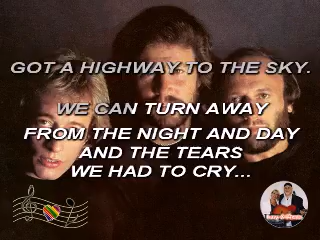 GOT A HIGHWAY TO THE SKY.
WE CAN TURN AWAY
FROM THE NIGHT AND DAY
AND THE TEARS
WE HAD TO CRY...